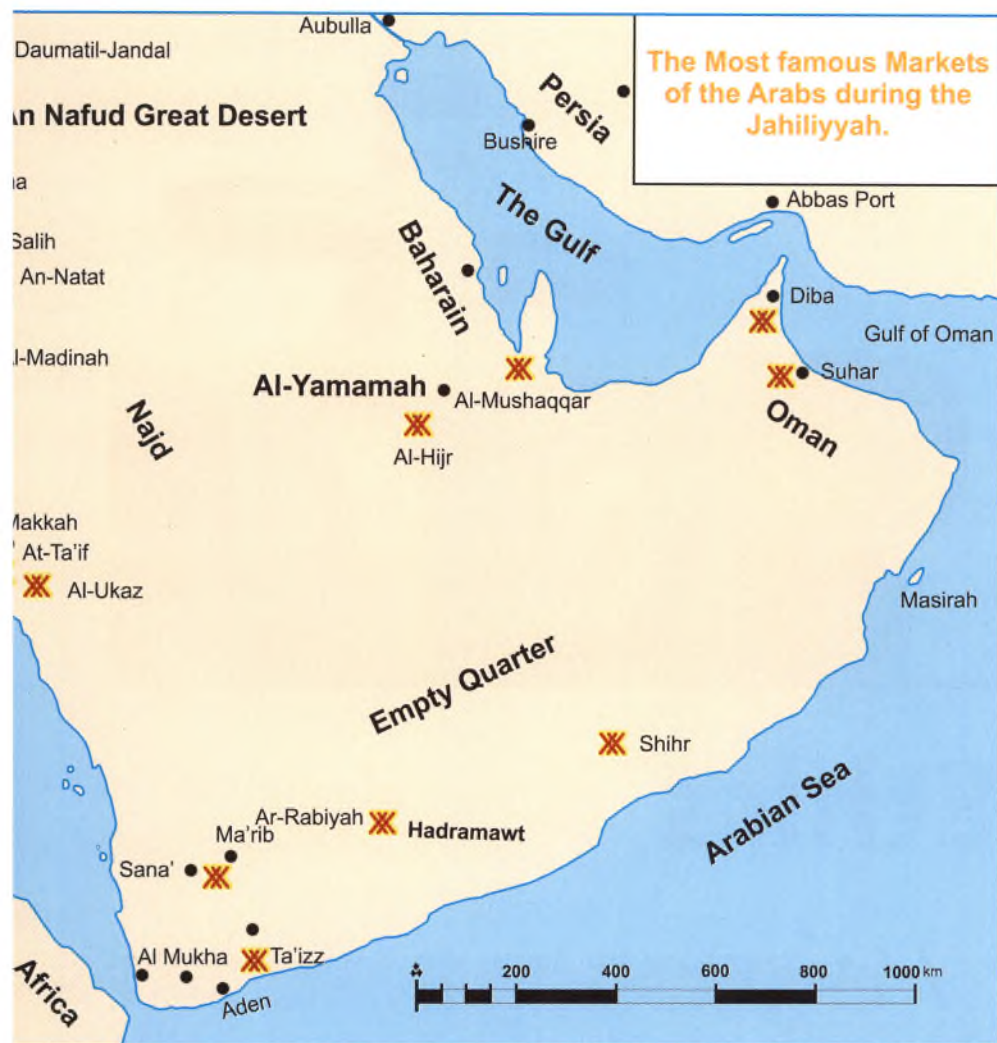 Aubulla
The Most famous Markets
of the Arabs during the
Jahiliyyah.
Daumatil-Jandal
An Nafud Great Desert
Persia
Bushire
The Gulf
Abbas Port
Salih
An-Natat
Baharain
Diba
Gulf of Oman
Al-Madinah
Al-Yamamah
Suhar
Al-Mushaqqar
Najd
Oman
Al-Hijr
Makkah
At-Ta'if
Al-Ukaz
Masirah
Empty Quarter
Shihr
Arabian Sea
Ar-Rabiyah
Hadramawt
Ma'rib
Sana'
Al Mukha
Ta'izz
Aden
Africa
200 400 600 800 1000 km